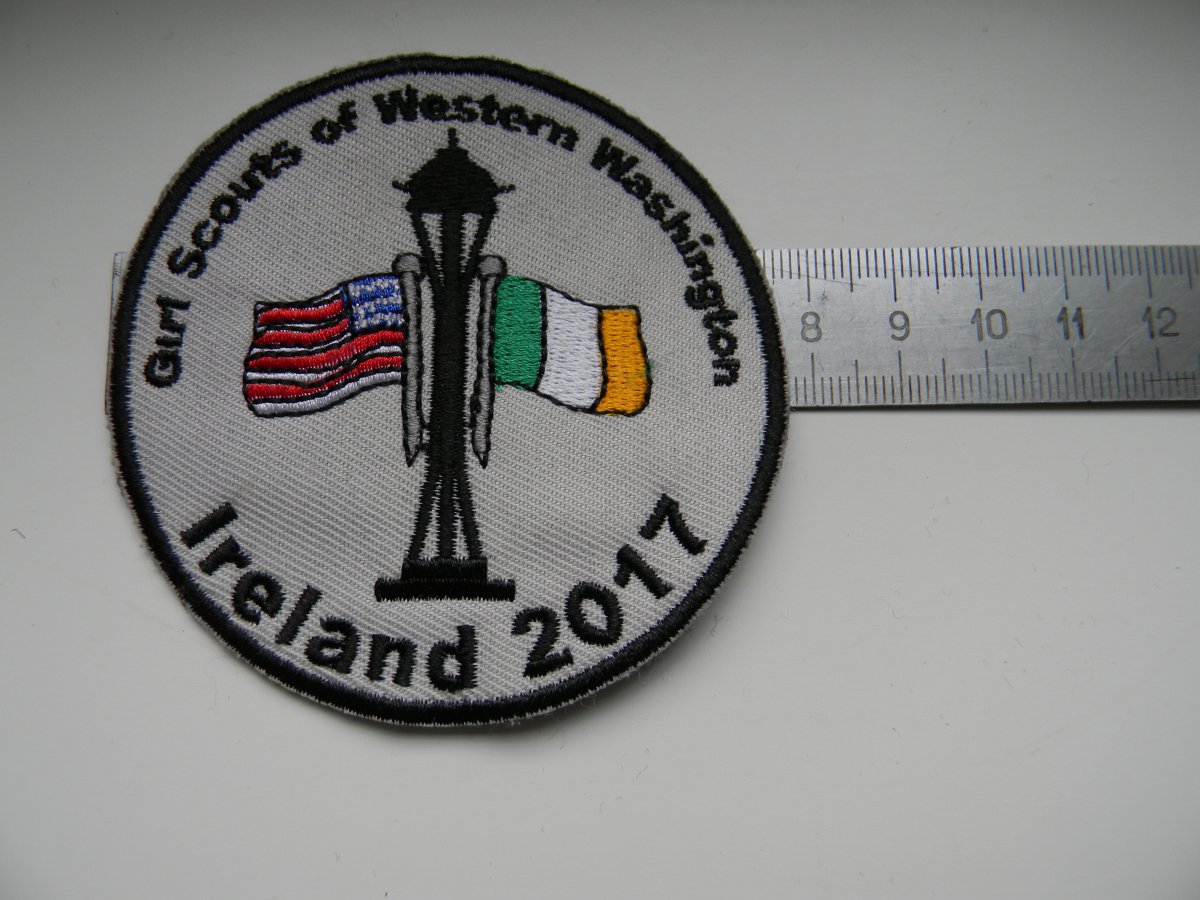 Girl Scouts of Western Washington
Ireland 2017
8 9 10 11 12